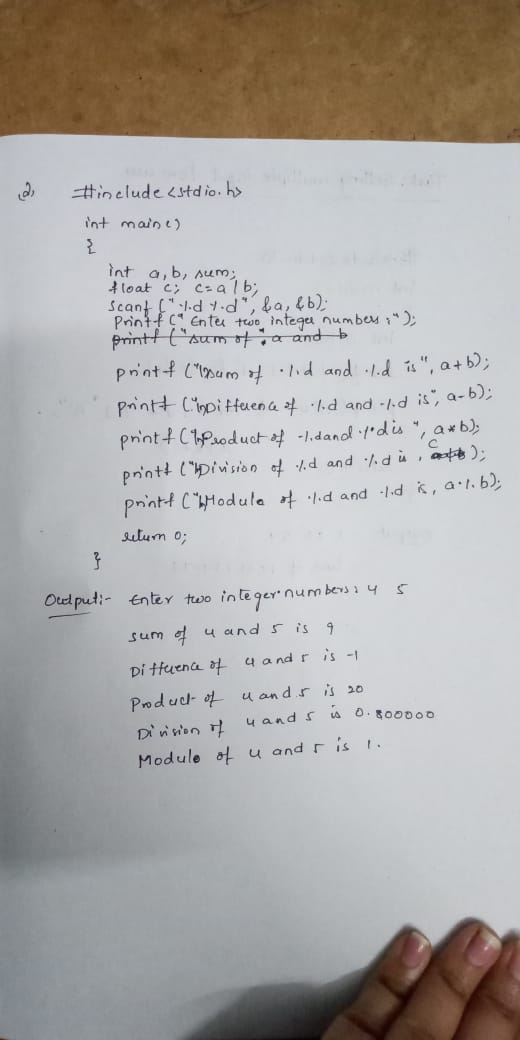 2,
#include <stdio.h>
int main()
{
int a, b, sum;
float c; c=a/b;
scanf ("%d %d", &a, &b);
printf (" Enter two integer numbers:");
printf (" sum of : a and b
printf ("\nsum of %d and %d is", a+b);
printf ("\nDiffuence of %d and %d is", a-b);
printf ("\nProduct of %d and %d is ", a*b);
printf ("\nDivision of %d and %d is , c );
printf ("\nModule of %d and %d is, a%b);
return 0;
}
Output:- Enter two integer numbers: 4 5
sum of 4 and 5 is 9
Diffuence of 4 and 5 is -1
Product of 4 and 5 is 20
Division of 4 and 5 is 0.800000
Module of 4 and 5 is 1.